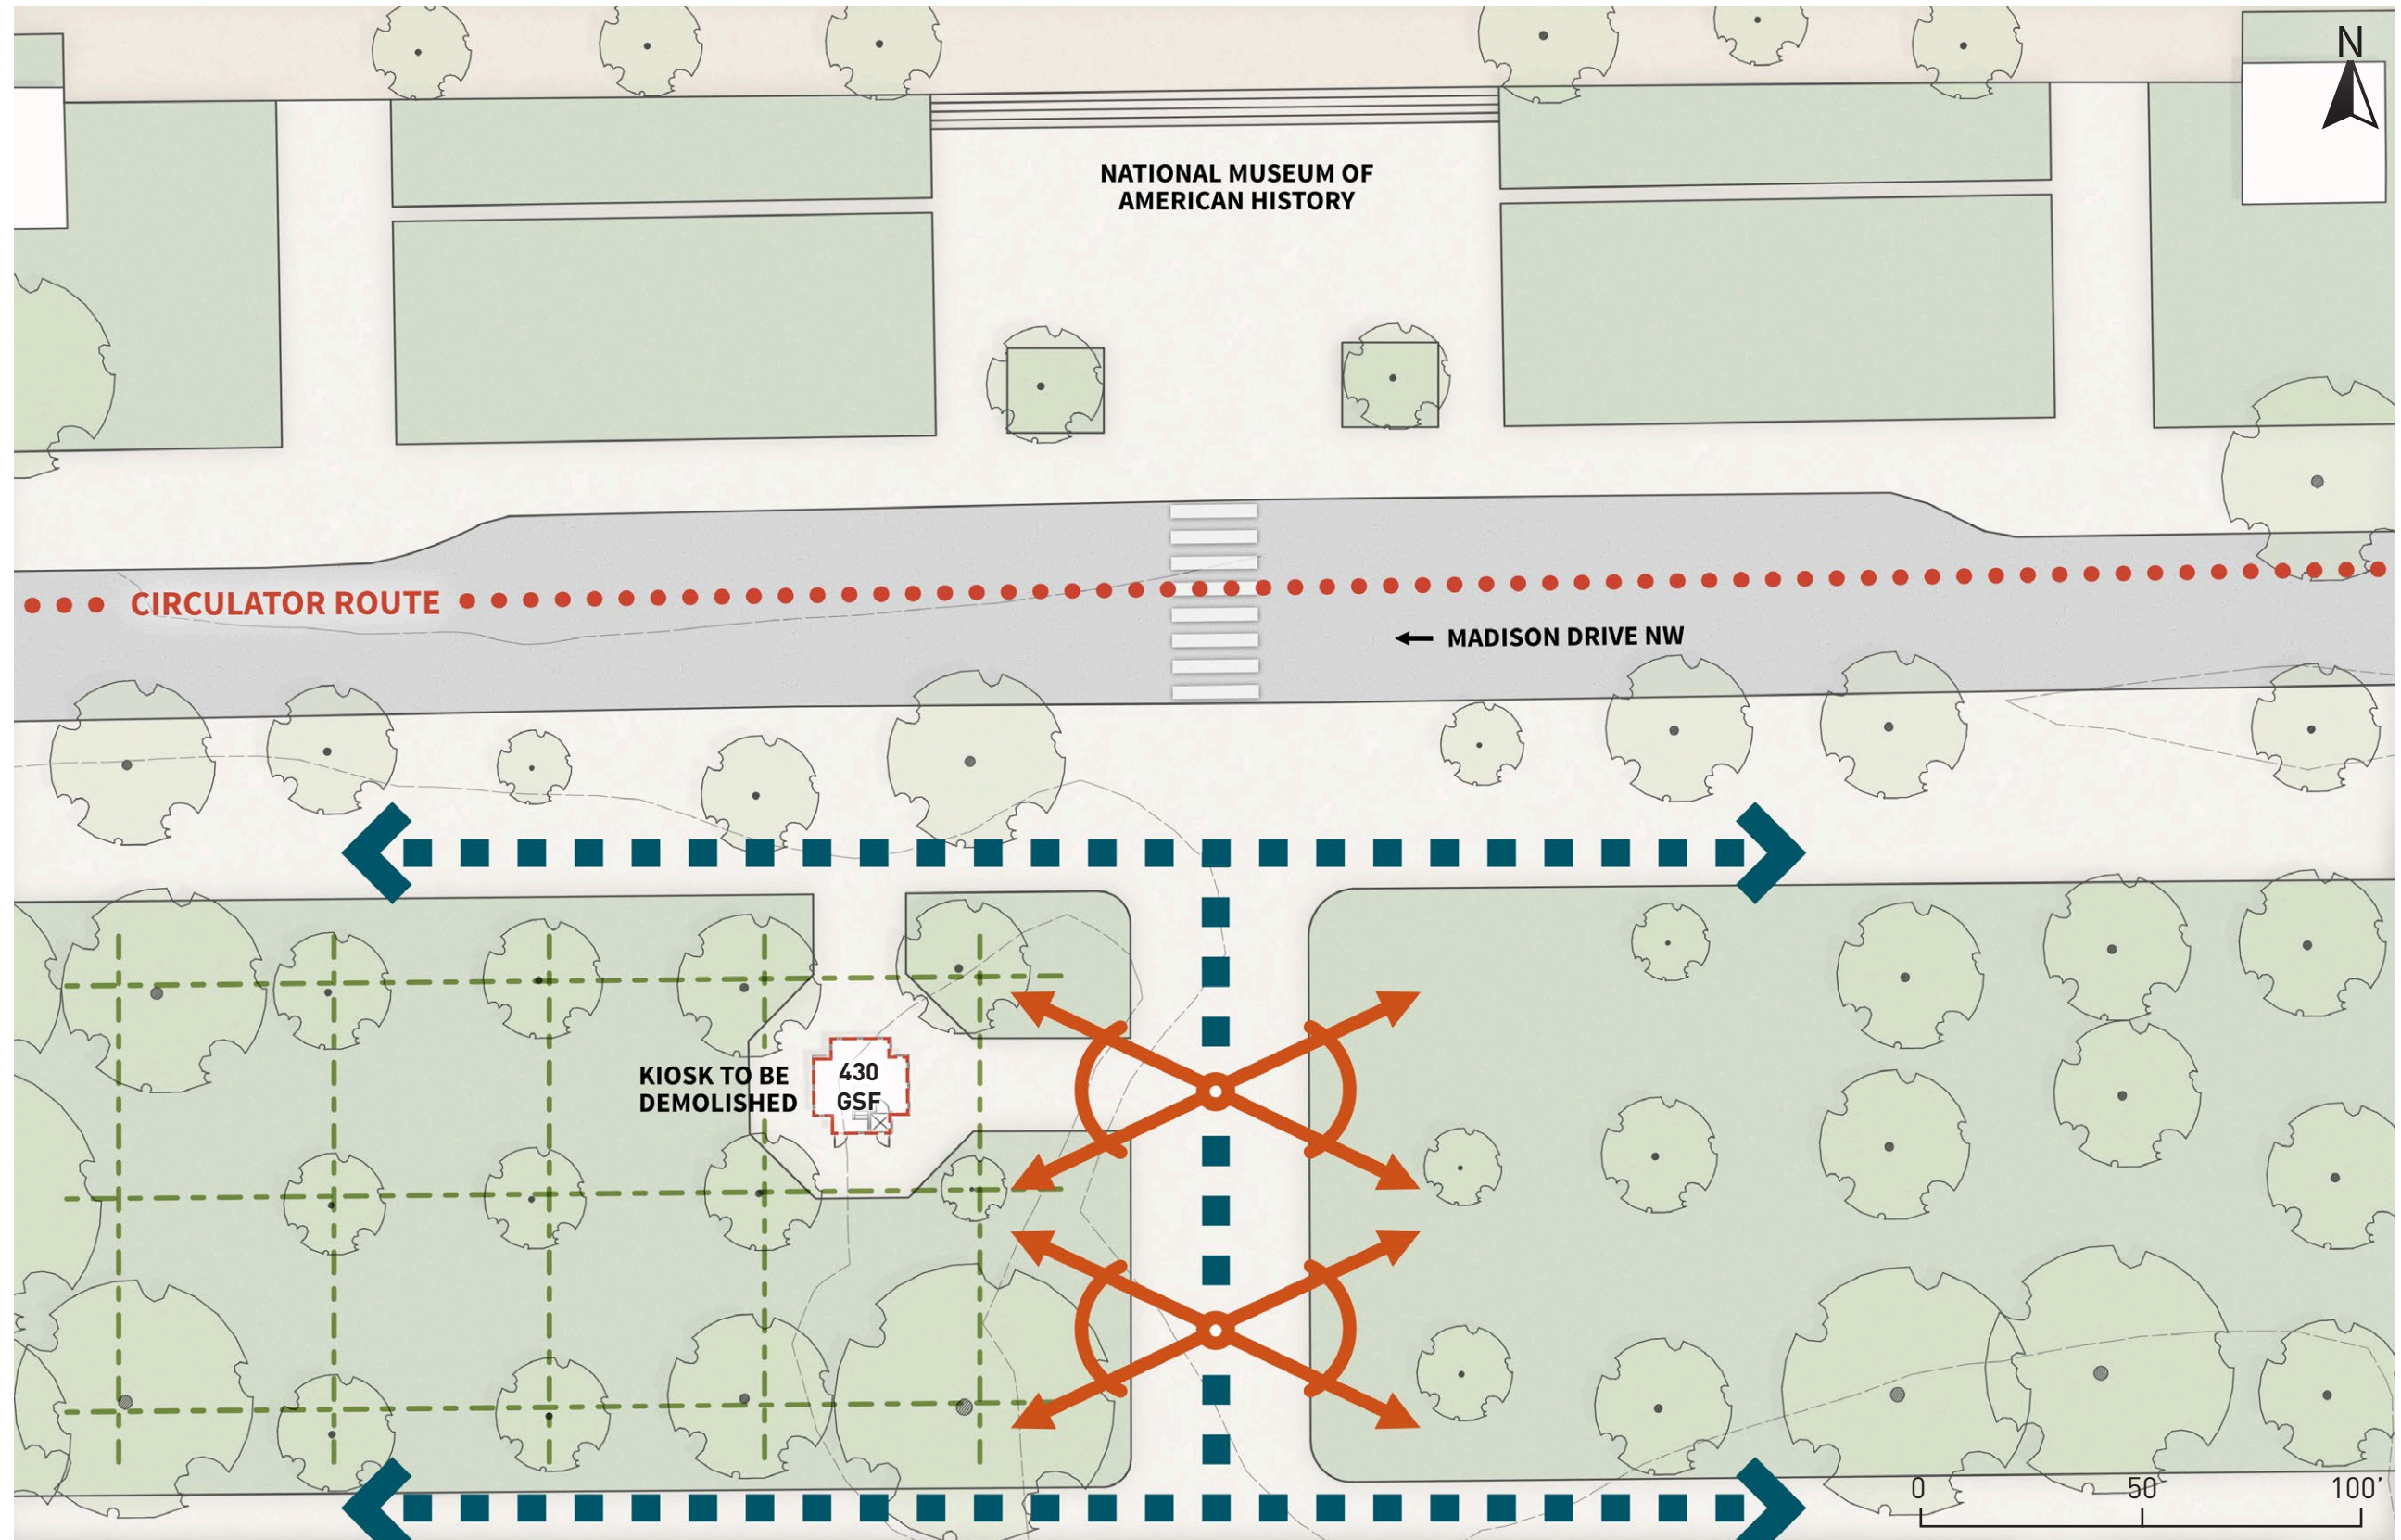 N
NATIONAL MUSEUM OF
AMERICAN HISTORY
CIRCULATOR ROUTE
← MADISON DRIVE NW
KIOSK TO BE
DEMOLISHED
430
GSF
0 50 100'